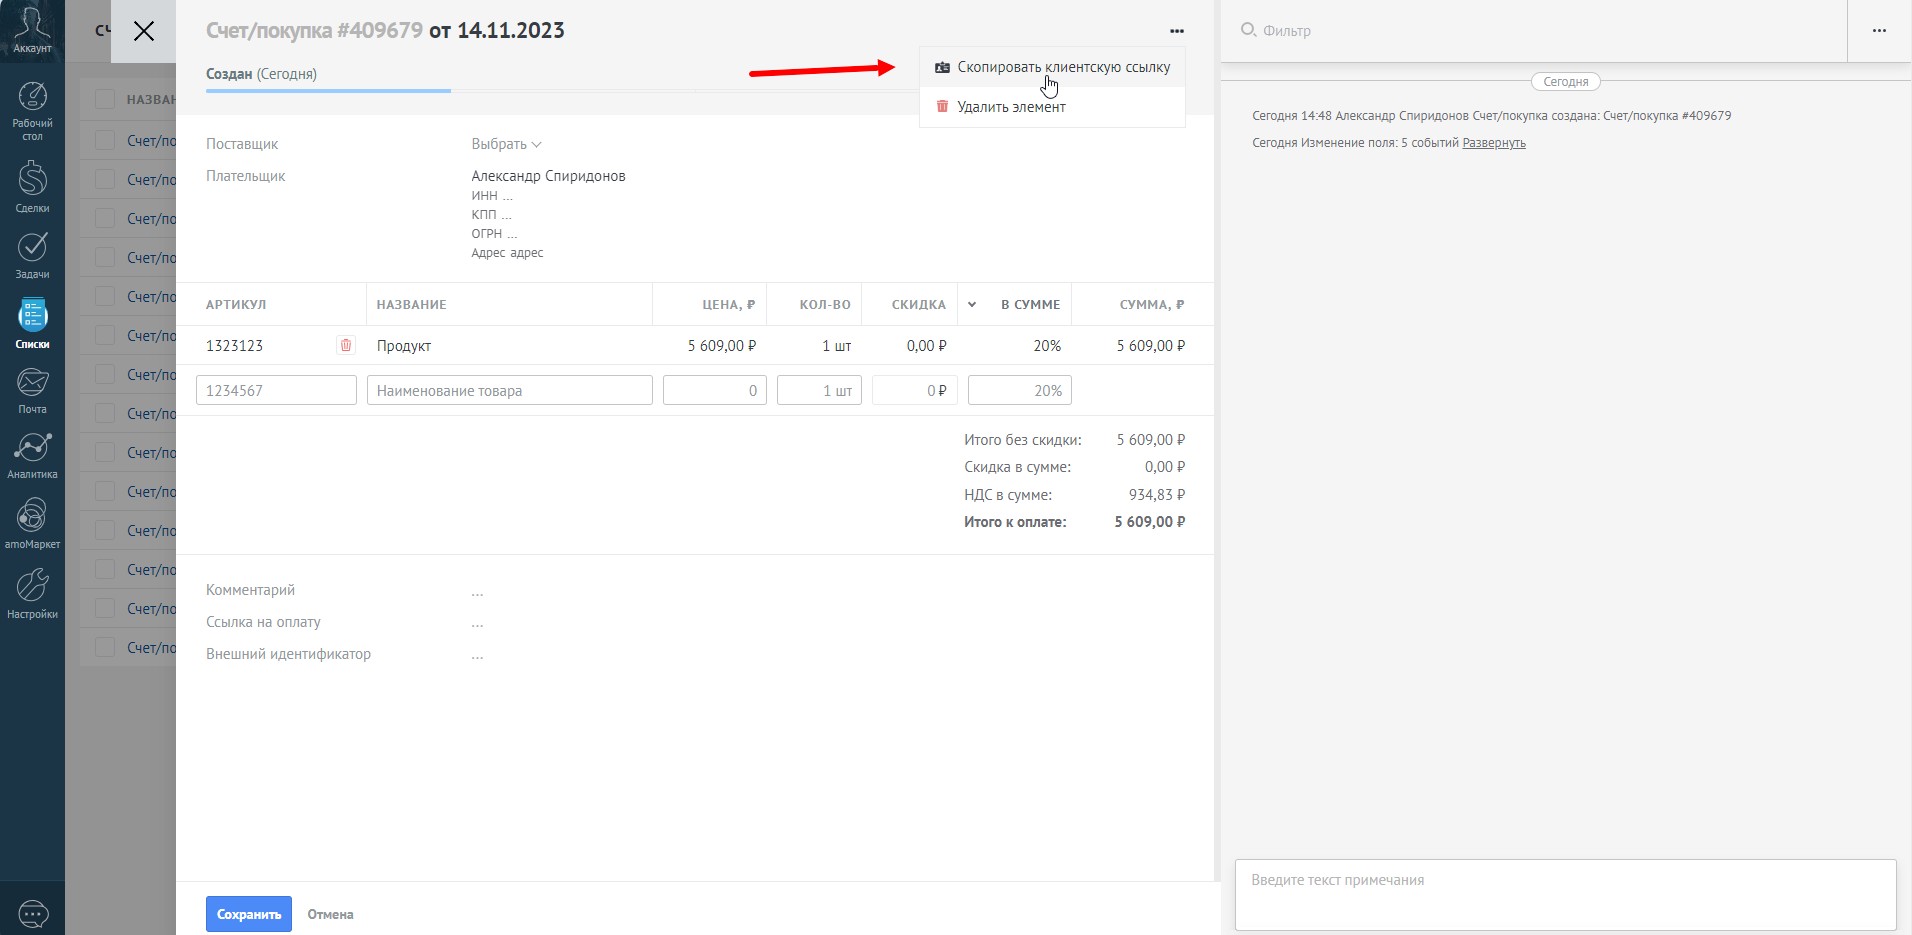 Аккаунт
Рабочий
стол
Сделки
Задачи
Списки
Почта
Аналитика
amoМаркет
Настройки
НАЗВАН
Счет/по
Счет/по
Счет/по
Счет/по
Счет/по
Счет/по
Счет/по
Счет/по
Счет/по
Счет/по
Счет/по
Счет/по
Счет/по
Счет/по
Счет/покупка #409679 от 14.11.2023
Создан (Сегодня)
Скопировать клиентскую ссылку
Удалить элемент
Поставщик Выбрать
Плательщик Александр Спиридонов
ИНН ...
КПП ...
ОГРН ...
Адрес адрес
АРТИКУЛ НАЗВАНИЕ ЦЕНА, ₽ КОЛ-ВО СКИДКА В СУММЕ СУММА, ₽
1323123 Продукт 5 609,00 ₽ 1 шт 0,00 ₽ 20% 5 609,00 ₽
1234567 Наименование товара 0 1 шт 0 ₽ 20%
Итого без скидки: 5 609,00 ₽
Скидка в сумме: 0,00 ₽
НДС в сумме: 934,83 ₽
Итого к оплате: 5 609,00 ₽
Комментарий ...
Ссылка на оплату ...
Внешний идентификатор ...
Сохранить Отмена
Фильтр
Сегодня
Сегодня 14:48 Александр Спиридонов Счет/покупка создана: Счет/покупка #409679
Сегодня Изменение поля: 5 событий Развернуть
Введите текст примечания